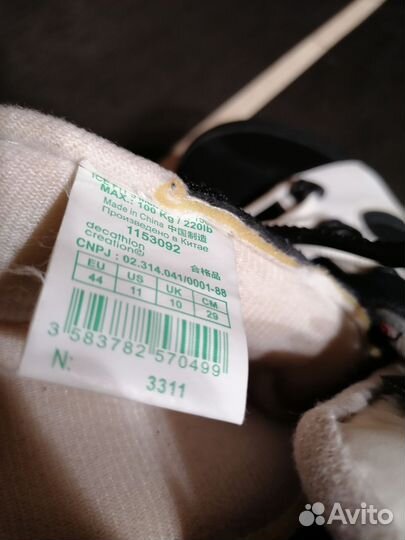 MAX.: 100 Kg / 220lb
Made in China 中国制造
Произведено в Китае
1153092
decathlon
creation®
合格品
CNPJ : 02.314.041/0001-88
EU US UK CM
44 11 10 29
3 583782 570499
N: 3311
Avito